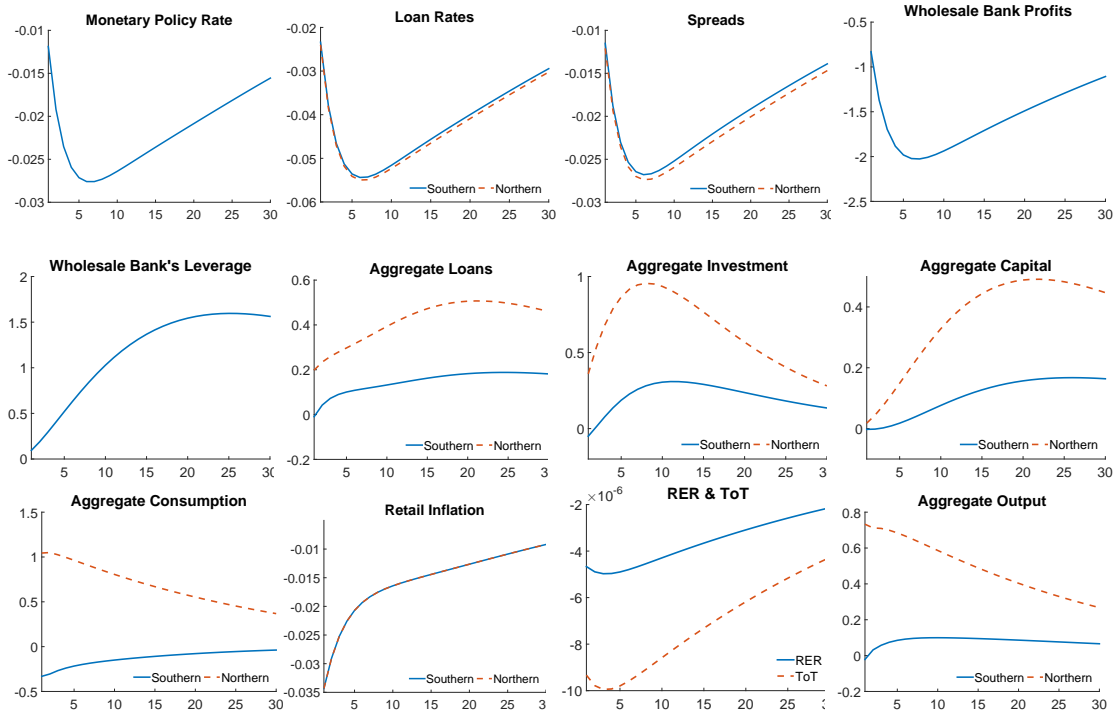 Monetary Policy Rate
-0.01
-0.015
-0.02
-0.025
-0.03
5 10 15 20 25 30
Loan Rates
-0.02
-0.03
-0.04
-0.05
-0.06
Southern Northern
5 10 15 20 25 30
Spreads
-0.01
-0.015
-0.02
-0.025
-0.03
Southern Northern
5 10 15 20 25 30
Wholesale Bank Profits
-0.5
-1
-1.5
-2
-2.5
5 10 15 20 25 30
Wholesale Bank's Leverage
2
1.5
1
0.5
0
5 10 15 20 25 30
Aggregate Loans
0.6
0.4
0.2
0
-0.2
Southern Northern
5 10 15 20 25 30
Aggregate Investment
1
0.5
0
Southern Northern
5 10 15 20 25 30
Aggregate Capital
0.4
0.2
0
Southern Northern
5 10 15 20 25 30
Aggregate Consumption
1.5
1
0.5
0
-0.5
Southern Northern
5 10 15 20 25 30
Retail Inflation
-0.01
-0.015
-0.02
-0.025
-0.03
-0.035
Southern Northern
5 10 15 20 25
RER & ToT
×10⁻⁶
-2
-4
-6
-8
-10
RER
ToT
5 10 15 20 25
Aggregate Output
0.8
0.6
0.4
0.2
0
-0.2
Southern Northern
5 10 15 20 25 30